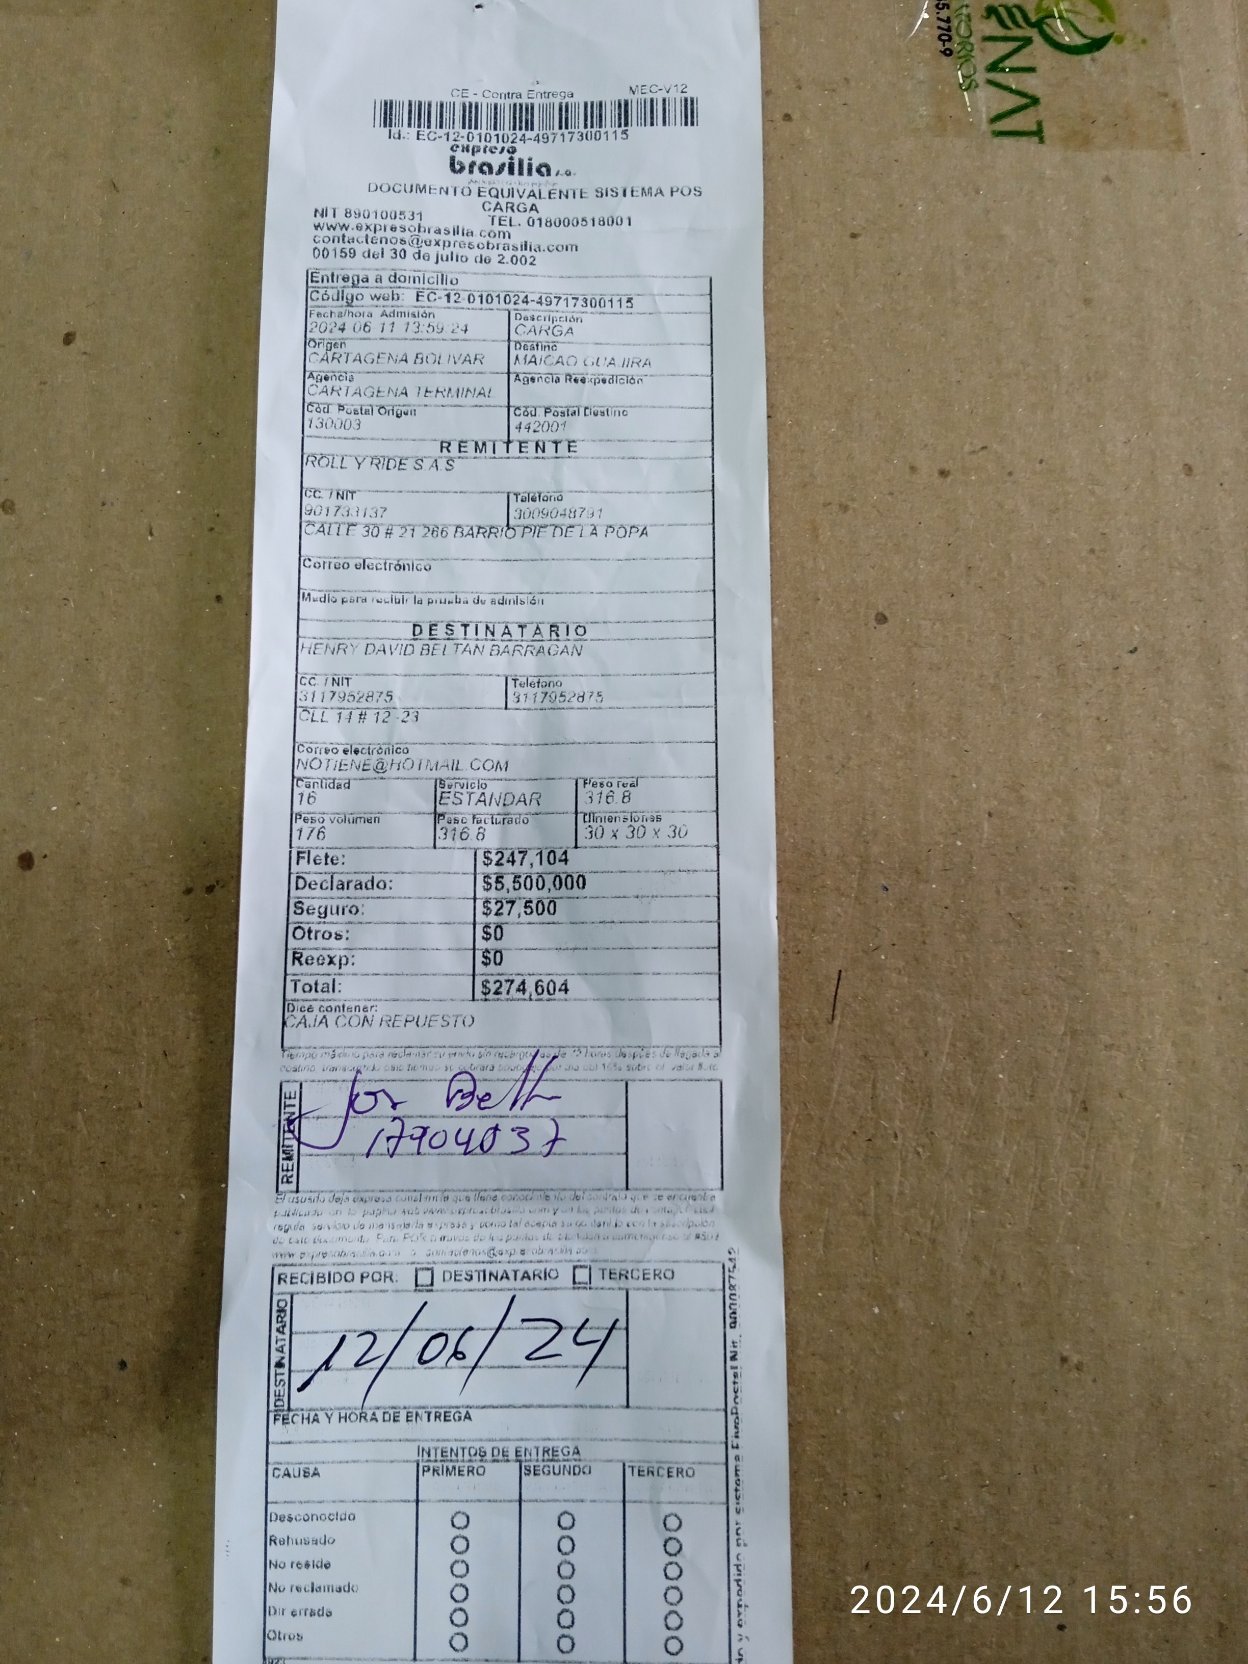 CE - Contra Entrega MEC-V12
Id.: EC-12-0101024-49717300115
expreso
brasilia s.a.
DOCUMENTO EQUIVALENTE SISTEMA POS
CARGA
NIT 890100531 TEL. 018000518001
www.expresobrasilia.com
contactenos@expresobrasilia.com
00159 del 30 de julio de 2.002
Entrega a domicilio
Código web: EC-12-0101024-49717300115
Fecha/hora Admisión Descripción
2024 06 11 13:59 24 CARGA
Origen Destino
CARTAGENA BOLIVAR MAICAO GUAJIRA
Agencia Agencia Reexpedición
CARTAGENA TERMINAL
Cód. Postal Origen Cód. Postal Destino
130003 442001
REMITENTE
ROLL Y RIDE S A S
CC. / NIT Teléfono
901733137 3009048791
CALLE 30 # 21 266 BARRIO PIE DE LA POPA
Correo electrónico
Medio para recibir la prueba de admisión
DESTINATARIO
HENRY DAVID BELTAN BARRAGAN
CC. / NIT Teléfono
3117952875 3117952875
CLL 14 # 12 -23
Correo electrónico
NOTIENE@HOTMAIL.COM
Cantidad Servicio Peso real
16 ESTANDAR 316.8
Peso volumen Peso facturado Dimensiones
176 316.8 30 x 30 x 30
Flete: $247,104
Declarado: $5,500,000
Seguro: $27,500
Otros: $0
Reexp: $0
Total: $274,604
Dice contener:
CAJA CON REPUESTO
REMITENTE
17904037
RECIBIDO POR: DESTINATARIO TERCERO
DESTINATARIO
12/06/24
FECHA Y HORA DE ENTREGA
INTENTOS DE ENTREGA
CAUSA PRIMERO SEGUNDO TERCERO
Desconocido
Rehusado
No reside
No reclamado
Dir errada
Otros
2024/6/12 15:56